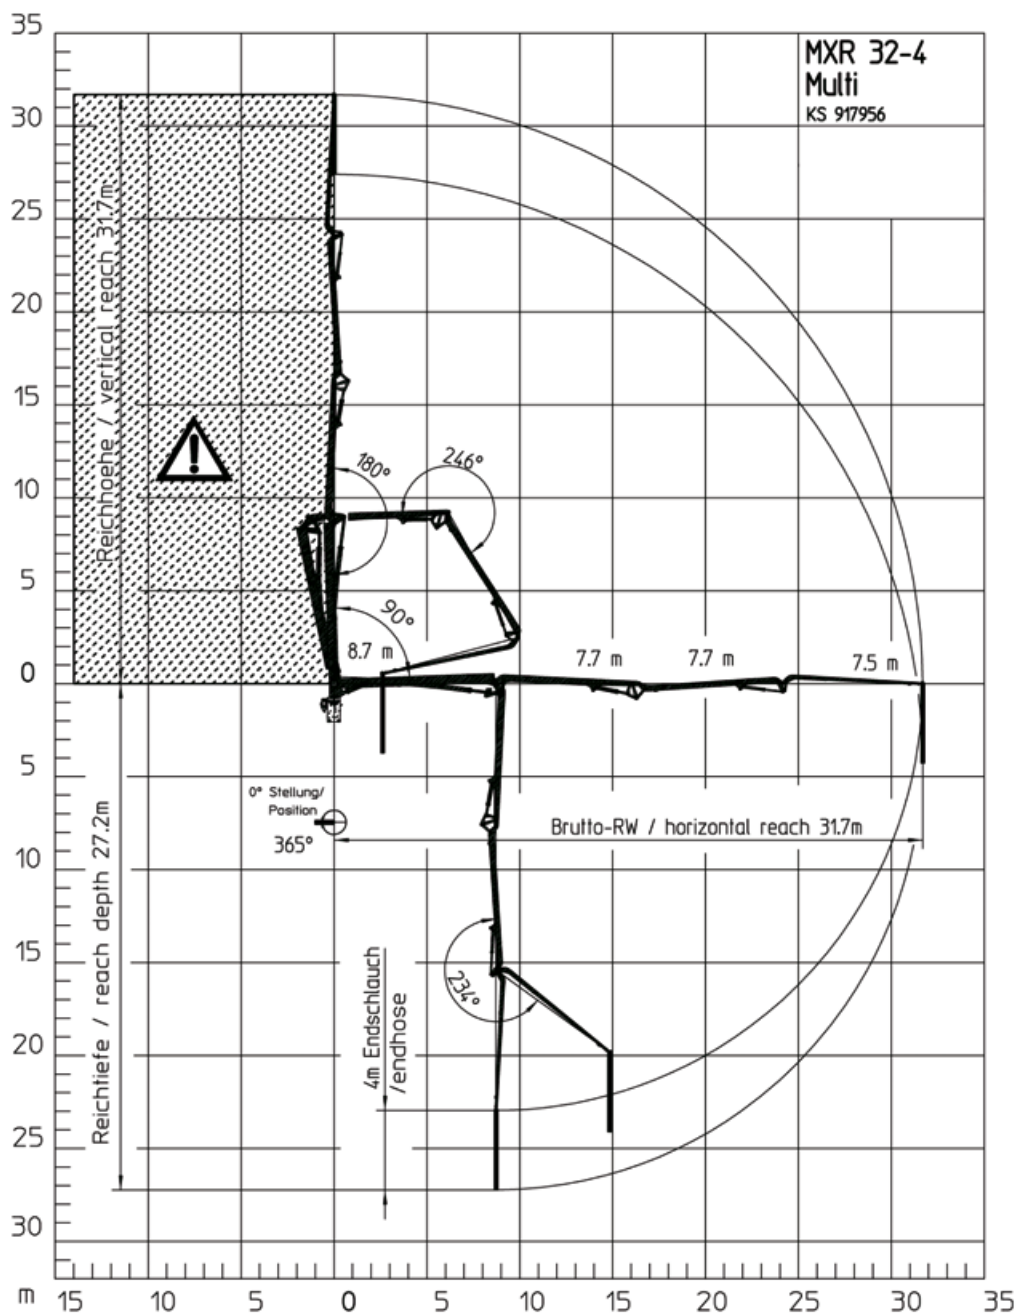 MXR 32-4
Multi
KS 917956
35
30
25
20
15
10
5
0
5
10
15
20
25
30
m
Reichhoehe / vertical reach 31.7m
180°
246°
90°
8.7 m
7.7 m
7.7 m
7.5 m
0° Stellung/
Position
365°
Brutto-RW / horizontal reach 31.7m
Reichtiefe / reach depth 27.2m
234°
4m Endschlauch
/endhose
15
10
5
0
5
10
15
20
25
30
35